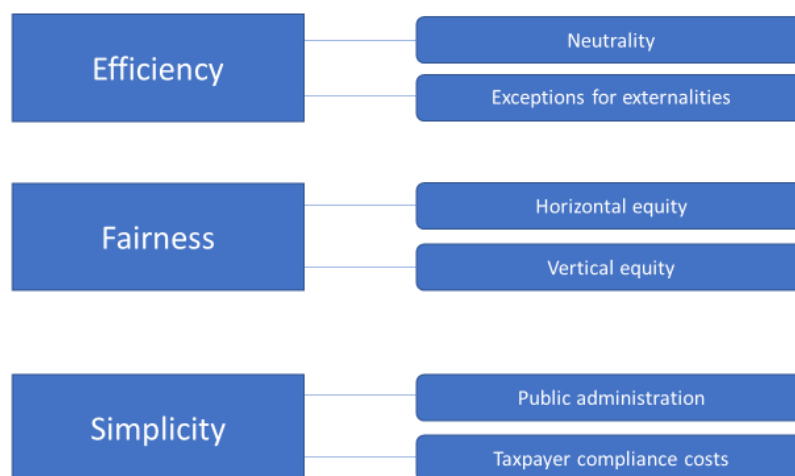 Efficiency
Neutrality
Exceptions for externalities
Fairness
Horizontal equity
Vertical equity
Simplicity
Public administration
Taxpayer compliance costs